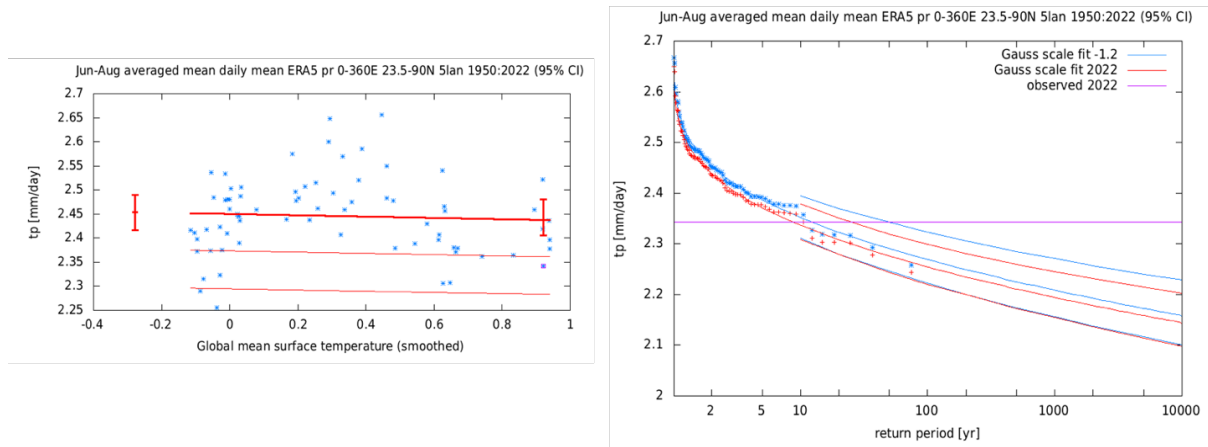 Jun-Aug averaged mean daily mean ERA5 pr 0-360E 23.5-90N 5lan 1950:2022 (95% CI)
2.7
2.65
2.6
2.55
2.5
2.45
2.4
2.35
2.3
2.25
tp [mm/day]
-0.4 -0.2 0 0.2 0.4 0.6 0.8 1
Global mean surface temperature (smoothed)
Jun-Aug averaged mean daily mean ERA5 pr 0-360E 23.5-90N 5lan 1950:2022 (95% CI)
Gauss scale fit -1.2
Gauss scale fit 2022
observed 2022
2.7
2.6
2.5
2.4
2.3
2.2
2.1
2
tp [mm/day]
2 5 10 100 1000 10000
return period [yr]